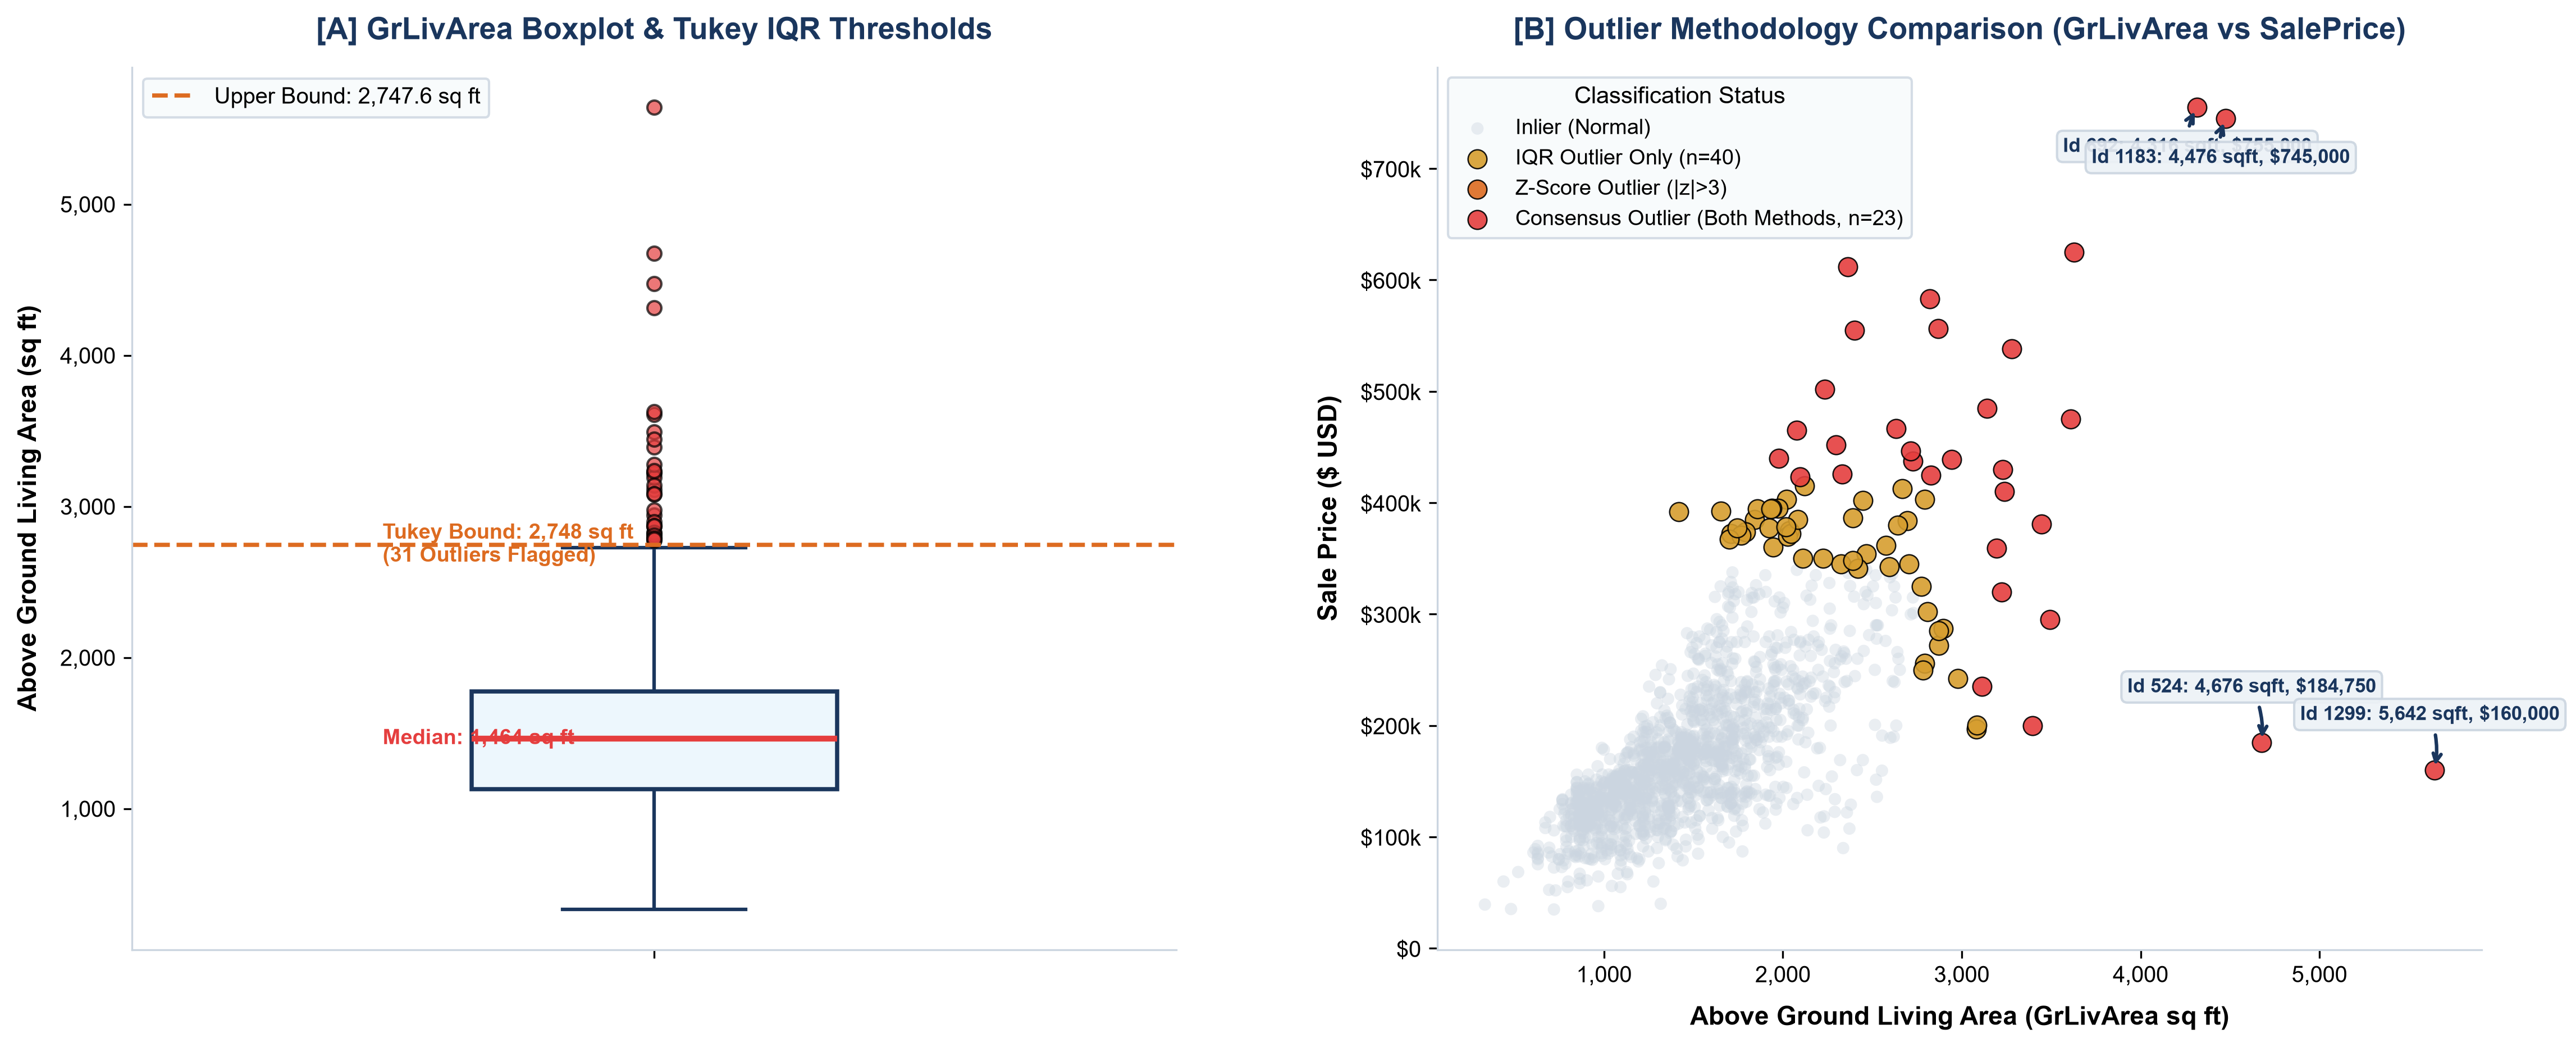 [A] GrLivArea Boxplot & Tukey IQR Thresholds
Upper Bound: 2,747.6 sq ft
Above Ground Living Area (sq ft)
5,000
4,000
3,000
2,000
1,000
Tukey Bound: 2,748 sq ft
(31 Outliers Flagged)
Median: 1,464 sq ft
[B] Outlier Methodology Comparison (GrLivArea vs SalePrice)
Classification Status
Inlier (Normal)
IQR Outlier Only (n=40)
Z-Score Outlier (|z|>3)
Consensus Outlier (Both Methods, n=23)
Sale Price ($ USD)
$700k
$600k
$500k
$400k
$300k
$200k
$100k
$0
Id
Id 1183: 4,476 sqft, $745,000
Id 524: 4,676 sqft, $184,750
Id 1299: 5,642 sqft, $160,000
1,000
2,000
3,000
4,000
5,000
Above Ground Living Area (GrLivArea sq ft)